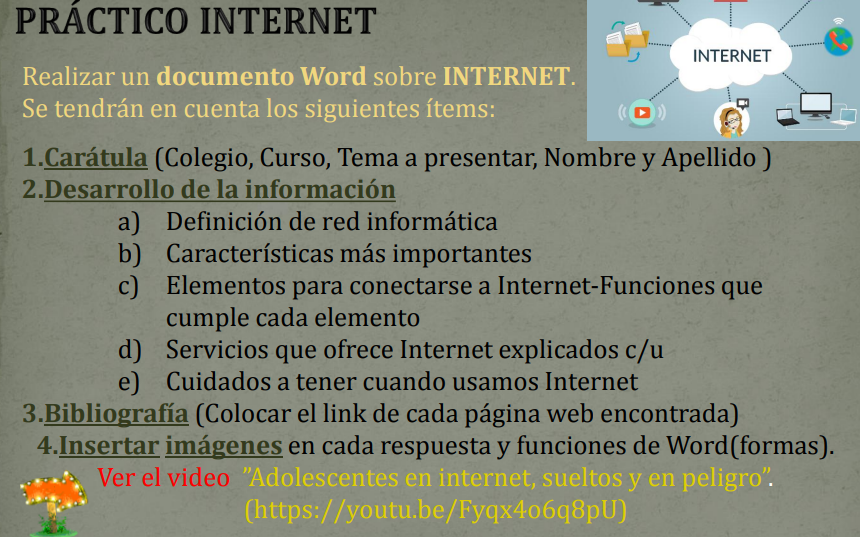 PRÁCTICO INTERNET
INTERNET
Realizar un documento Word sobre INTERNET.
Se tendrán en cuenta los siguientes ítems:
1.Carátula (Colegio, Curso, Tema a presentar, Nombre y Apellido )
2.Desarrollo de la información
a) Definición de red informática
b) Características más importantes
c) Elementos para conectarse a Internet-Funciones que
cumple cada elemento
d) Servicios que ofrece Internet explicados c/u
e) Cuidados a tener cuando usamos Internet
3.Bibliografía (Colocar el link de cada página web encontrada)
4.Insertar imágenes en cada respuesta y funciones de Word(formas).
Ver el video ”Adolescentes en internet, sueltos y en peligro”.
(https://youtu.be/Fyqx4o6q8pU)